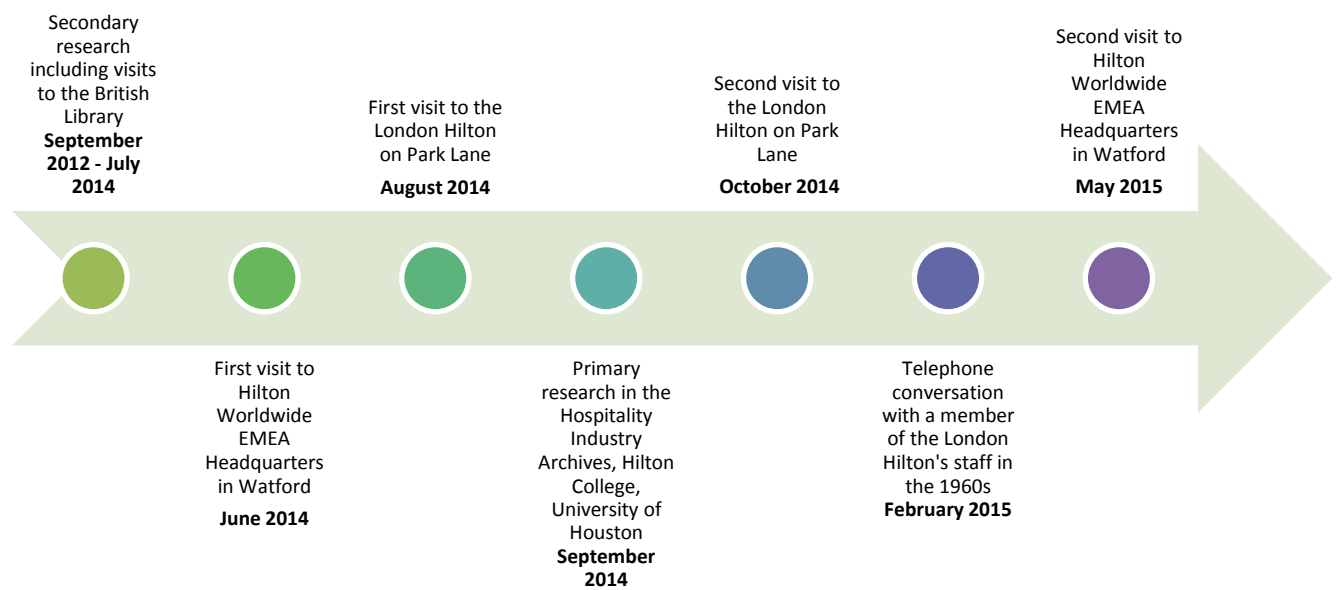 Secondary
research
including visits
to the British
Library
September
2012 - July
2014
First visit to
Hilton
Worldwide
EMEA
Headquarters
in Watford
June 2014
First visit to the
London Hilton
on Park Lane
August 2014
Primary
research in the
Hospitality
Industry
Archives, Hilton
College,
University of
Houston
September
2014
Second visit to
the London
Hilton on Park
Lane
October 2014
Telephone
conversation
with a member
of the London
Hilton's staff in
the 1960s
February 2015
Second visit to
Hilton
Worldwide
EMEA
Headquarters
in Watford
May 2015